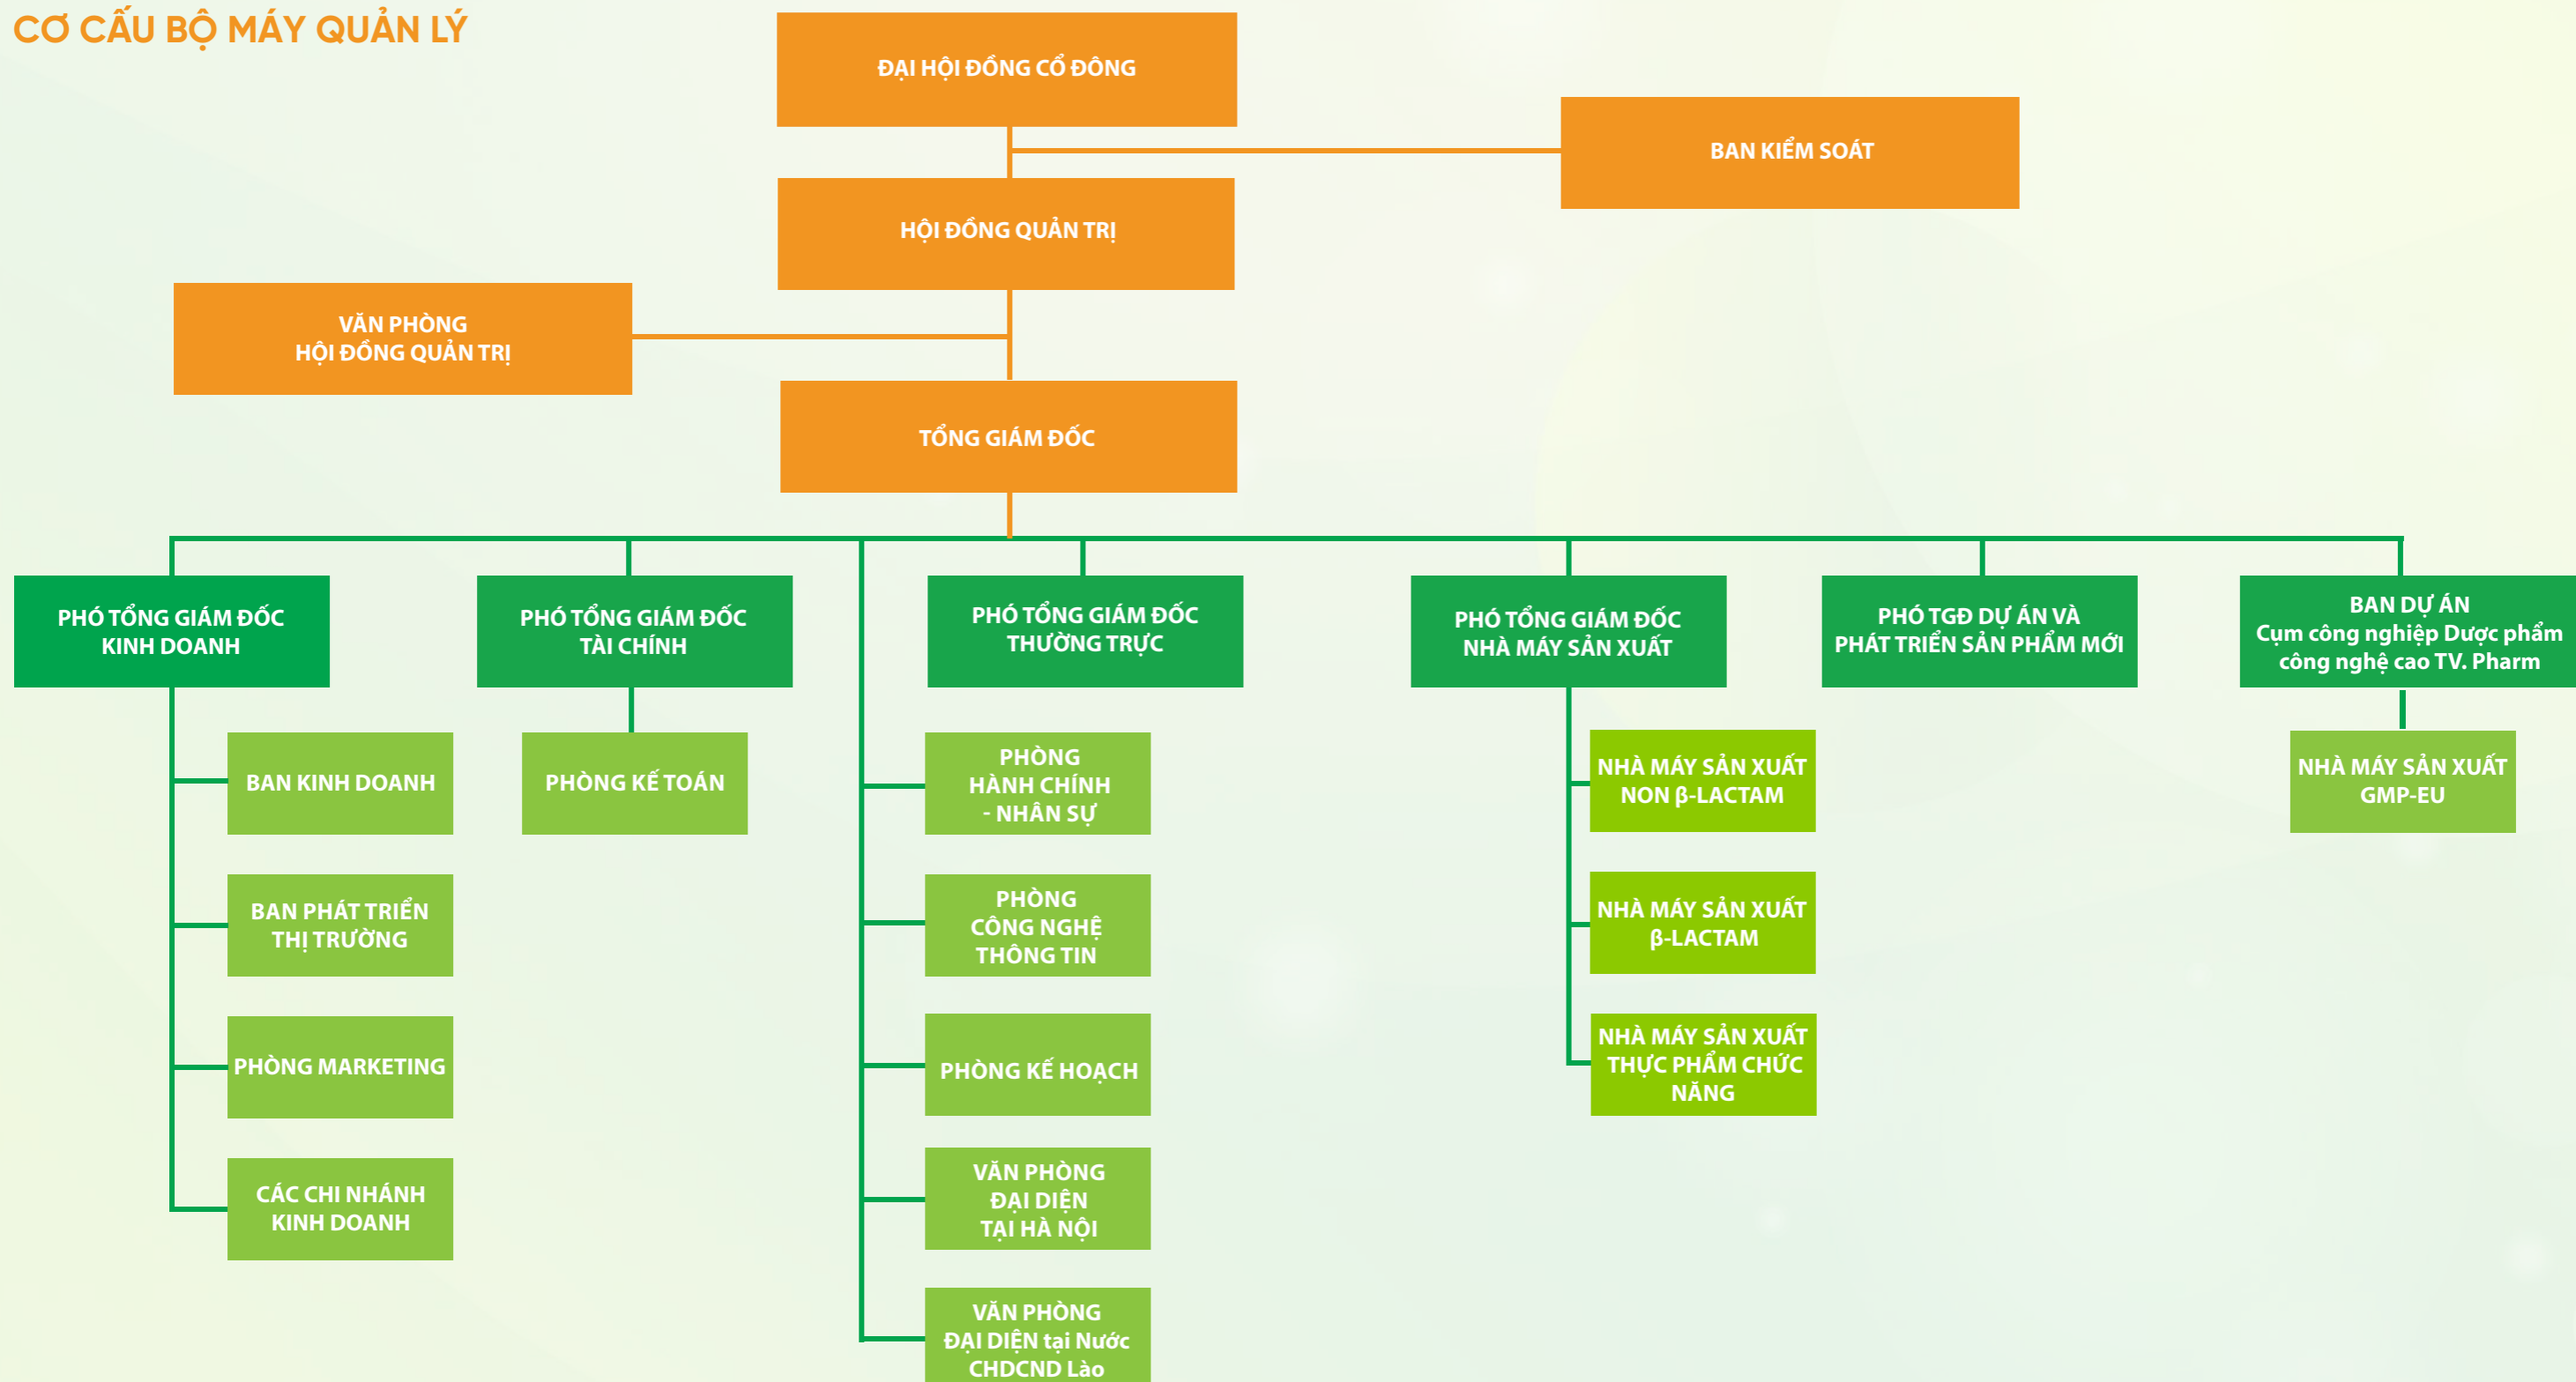 CƠ CẤU BỘ MÁY QUẢN LÝ
ĐẠI HỘI ĐỒNG CỔ ĐÔNG
BAN KIỂM SOÁT
HỘI ĐỒNG QUẢN TRỊ
VĂN PHÒNG
HỘI ĐỒNG QUẢN TRỊ
TỔNG GIÁM ĐỐC
PHÓ TỔNG GIÁM ĐỐC
KINH DOANH
BAN KINH DOANH
BAN PHÁT TRIỂN
THỊ TRƯỜNG
PHÒNG MARKETING
CÁC CHI NHÁNH
KINH DOANH
PHÓ TỔNG GIÁM ĐỐC
TÀI CHÍNH
PHÒNG KẾ TOÁN
PHÓ TỔNG GIÁM ĐỐC
THƯỜNG TRỰC
PHÒNG
HÀNH CHÍNH
- NHÂN SỰ
PHÒNG
CÔNG NGHỆ
THÔNG TIN
PHÒNG KẾ HOẠCH
VĂN PHÒNG
ĐẠI DIỆN
TẠI HÀ NỘI
VĂN PHÒNG
ĐẠI DIỆN tại Nước
CHDCND Lào
PHÓ TỔNG GIÁM ĐỐC
NHÀ MÁY SẢN XUẤT
NHÀ MÁY SẢN XUẤT
NON β-LACTAM
NHÀ MÁY SẢN XUẤT
β-LACTAM
NHÀ MÁY SẢN XUẤT
THỰC PHẨM CHỨC
NĂNG
PHÓ TGĐ DỰ ÁN VÀ
PHÁT TRIỂN SẢN PHẨM MỚI
BAN DỰ ÁN
Cụm công nghiệp Dược phẩm
công nghệ cao TV. Pharm
NHÀ MÁY SẢN XUẤT
GMP-EU